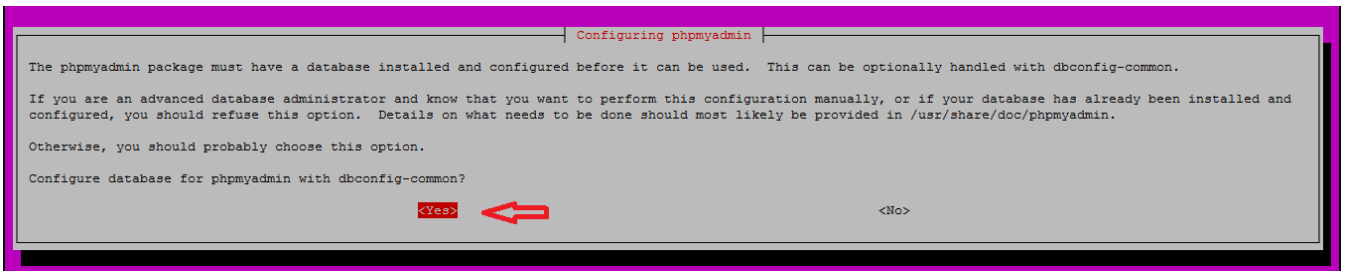 Configuring phpmyadmin
The phpmyadmin package must have a database installed and configured before it can be used.  This can be optionally handled with dbconfig-common.
If you are an advanced database administrator and know that you want to perform this configuration manually, or if your database has already been installed and
configured, you should refuse this option.  Details on what needs to be done should most likely be provided in /usr/share/doc/phpmyadmin.
Otherwise, you should probably choose this option.
Configure database for phpmyadmin with dbconfig-common?
<Yes> <No>